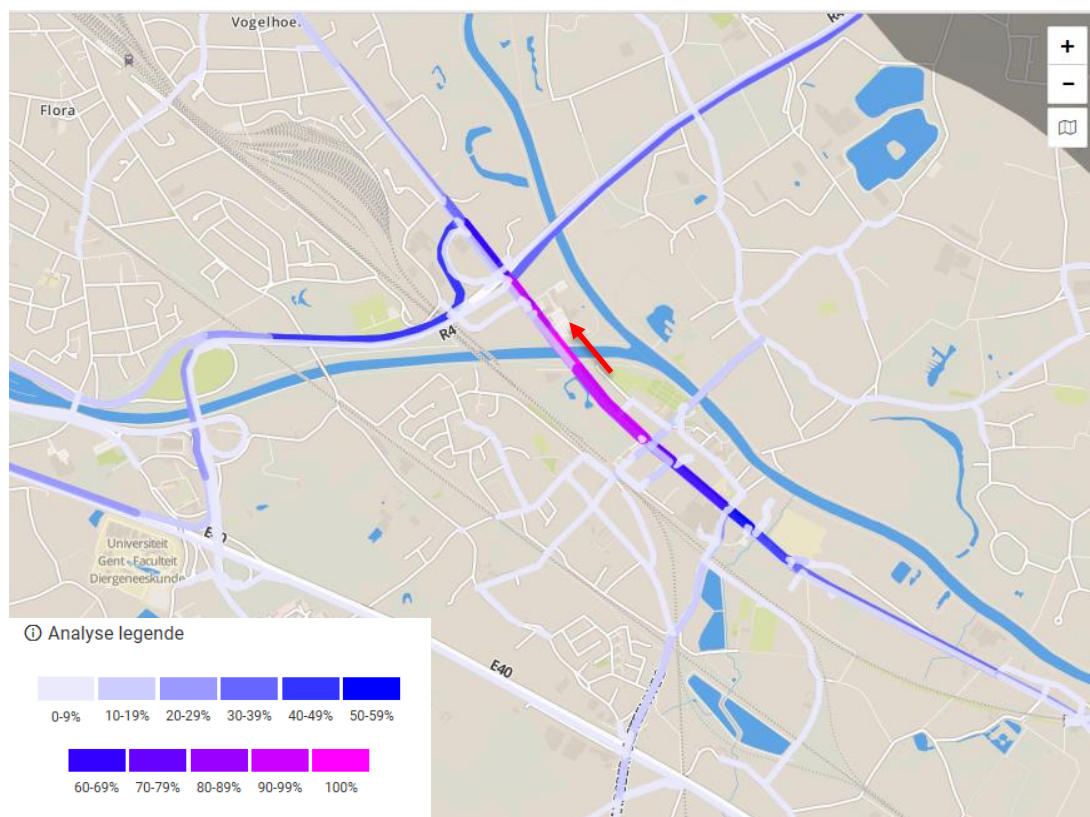 Vogelhoe
Flora
+
−
R4
E40
Universiteit
Gent - Faculteit
Diergeneeskunde
E40
Analyse legende
0-9%
10-19%
20-29%
30-39%
40-49%
50-59%
60-69%
70-79%
80-89%
90-99%
100%